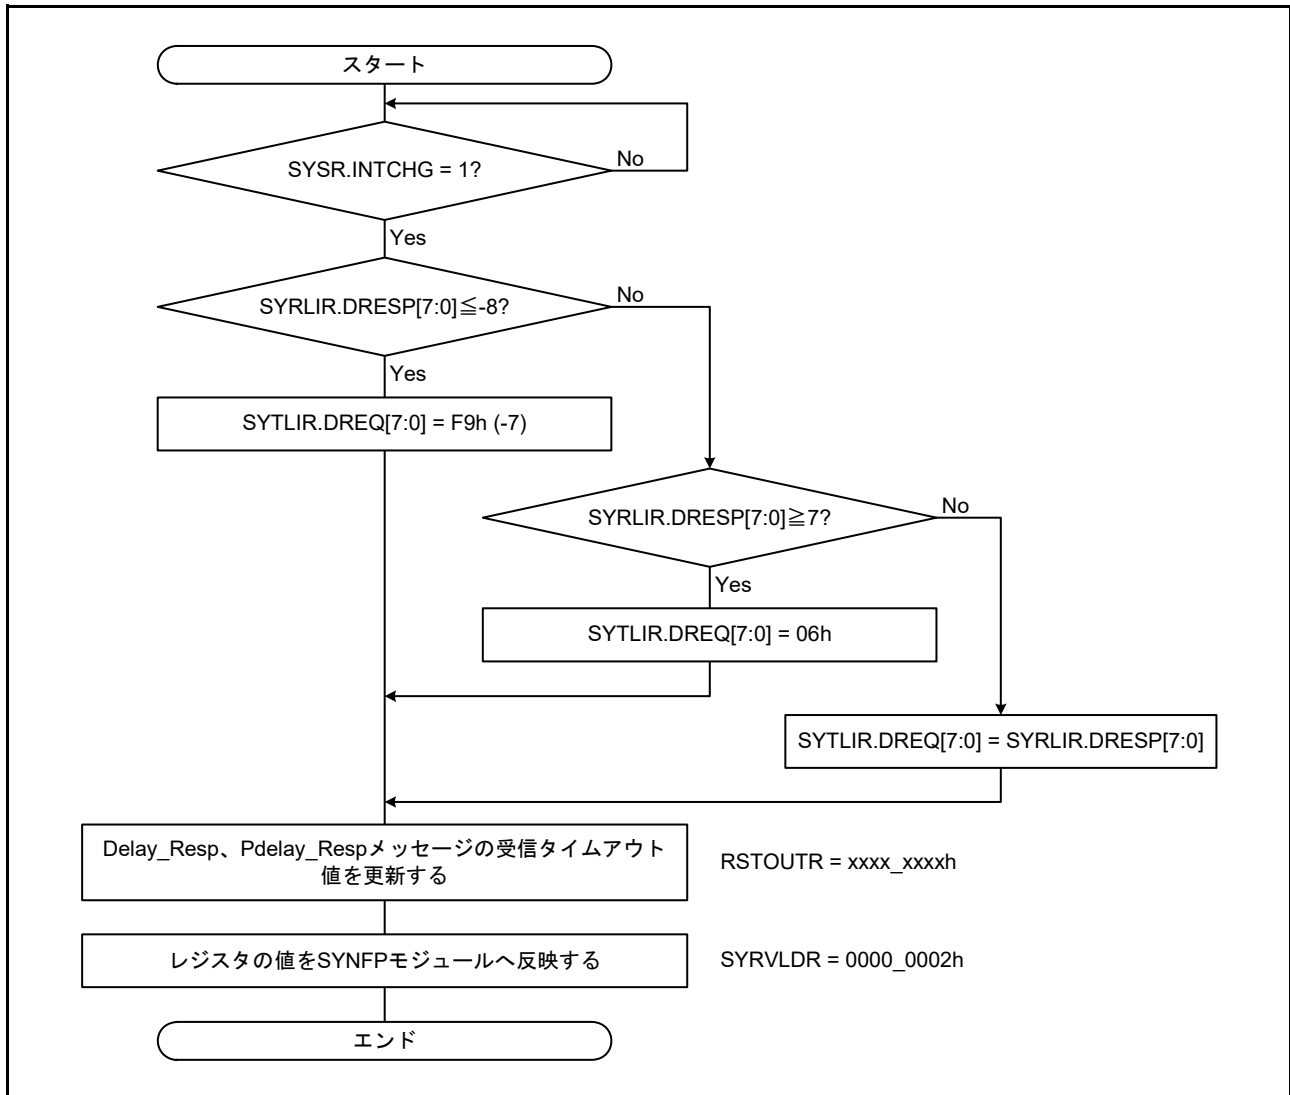 スタート
SYSR.INTCHG = 1?
No
Yes
SYRLIR.DRESP[7:0]≦-8?
No
Yes
SYTLIR.DREQ[7:0] = F9h (-7)
SYRLIR.DRESP[7:0]≧7?
No
Yes
SYTLIR.DREQ[7:0] = 06h
SYTLIR.DREQ[7:0] = SYRLIR.DRESP[7:0]
Delay_Resp、Pdelay_Respメッセージの受信タイムアウト
値を更新する
RSTOUTR = xxxx_xxxxh
レジスタの値をSYNFPモジュールへ反映する
SYRVLDR = 0000_0002h
エンド